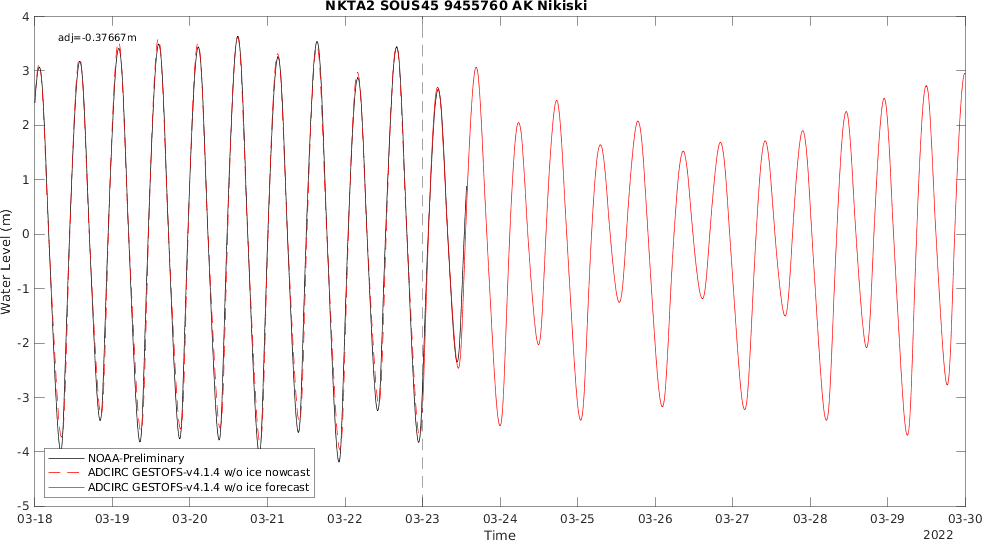 NKTA2 SOUS45 9455760 AK Nikiski
adj=-0.37667m
4
3
2
1
0
-1
-2
-3
-4
-5
Water Level (m)
NOAA-Preliminary
ADCIRC GESTOFS-v4.1.4 w/o ice nowcast
ADCIRC GESTOFS-v4.1.4 w/o ice forecast
03-18 03-19 03-20 03-21 03-22 03-23 03-24 03-25 03-26 03-27 03-28 03-29 03-30
Time
2022